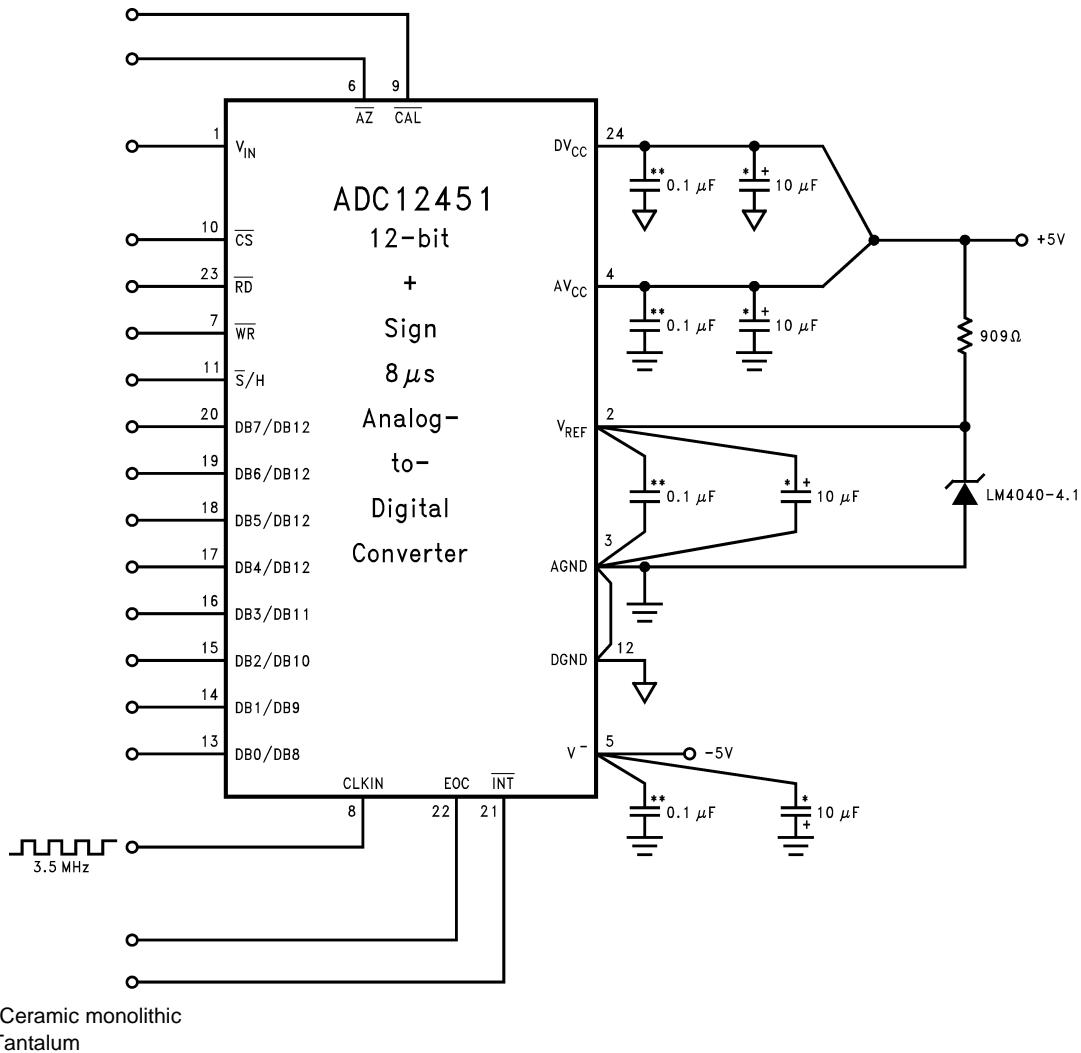 6
9
AZ
CAL
1
V_IN
DV_CC
24
** 0.1 μF
* + 10 μF
ADC12451
12-bit
+
Sign
8 μs
Analog-
to-
Digital
Converter
10
CS
+5V
23
RD
AV_CC
4
** 0.1 μF
* + 10 μF
7
WR
909Ω
11
S/H
20
DB7/DB12
V_REF
2
19
DB6/DB12
** 0.1 μF
* + 10 μF
LM4040-4.1
18
DB5/DB12
17
DB4/DB12
3
AGND
16
DB3/DB11
15
DB2/DB10
DGND
12
14
DB1/DB9
13
DB0/DB8
V-
5
-5V
** 0.1 μF
* + 10 μF
CLKIN
EOC
INT
8
22
21
3.5 MHz
Ceramic monolithic
Tantalum